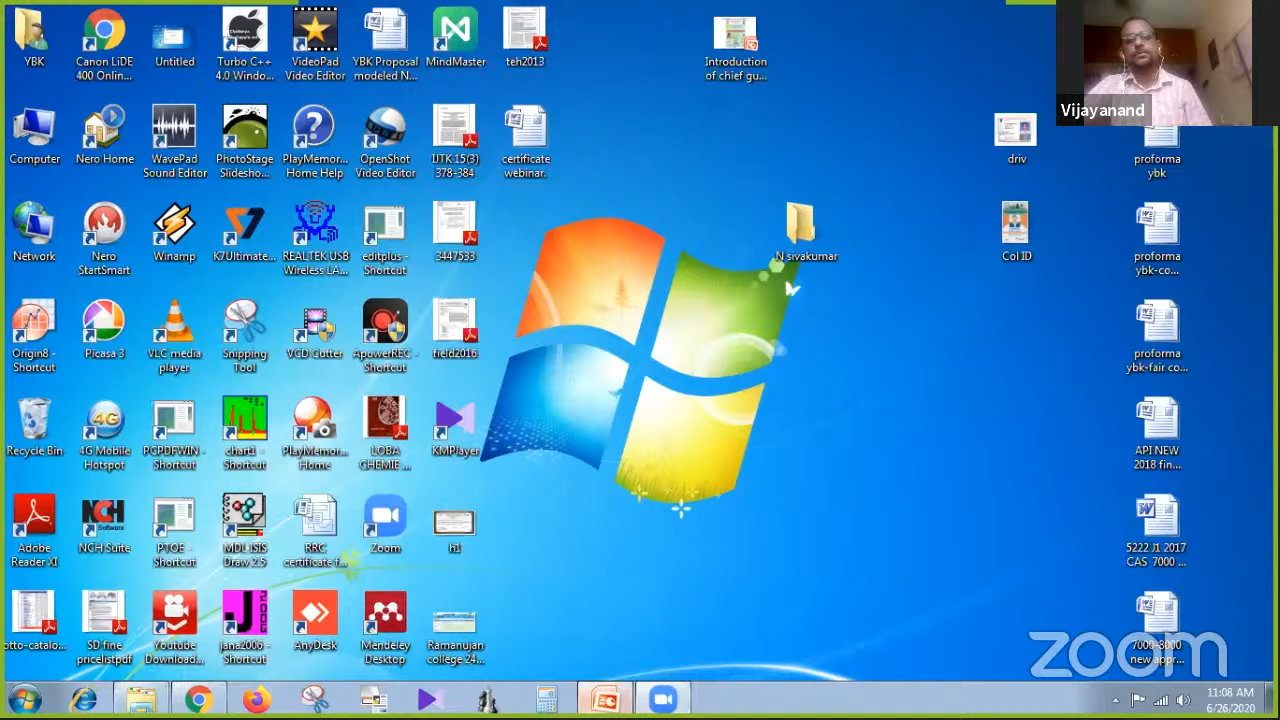 YBK
Canon LiDE
400 Onlin...
Untitled
Turbo C++
4.0 Windo...
VideoPad
Video Editor
YBK Proposal
modeled N...
MindMaster
teh2013
Introduction
of chief gu...
Vijayanand
Computer
Nero Home
WavePad
Sound Editor
PhotoStage
Slidesho...
PlayMemor...
Home Help
OpenShot
Video Editor
IJTK 15(3)
378-384
certificate
webinar.
driv
proforma
ybk
Network
Nero
StartSmart
Winamp
K7Ultimate...
REALTEK USB
Wireless LA...
editplus -
Shortcut
3447533
N sivakumar
Col ID
proforma
ybk-co...
Origin8 -
Shortcut
Picasa 3
VLC media
player
Snipping
Tool
VCD Cutter
ApowerREC -
Shortcut
field2016
proforma
ybk-fair co...
Recycle Bin
4G Mobile
Hotspot
PCPDFWIN -
Shortcut
chart1 -
Shortcut
PlayMemor...
Home
LOBA
CHEMIE ...
KMPlayer
API NEW
2018 fin...
Adobe
Reader XI
NCH Suite
PTOE -
Shortcut
MDL ISIS
Draw 2.5
RRC
certificate f...
Zoom
h1
5222 J1 2017
CAS 7000 ...
otto-catalo...
SD fine
pricelistpdf
Youtube
Download...
jana2006 -
Shortcut
AnyDesk
Mendeley
Desktop
Ramanujan
college 24...
7000-8000
new appr...
zoom
11:08 AM
6/26/2020